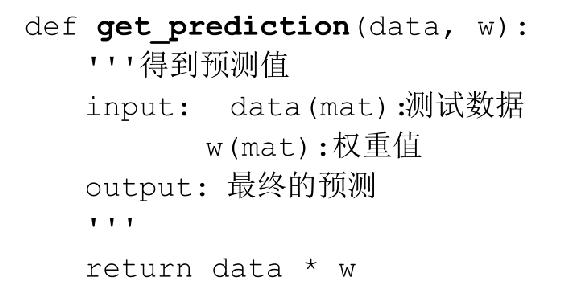 def get_prediction(data, w):
'''得到预测值
input: data(mat):测试数据
w(mat):权重值
output: 最终的预测
'''
return data * w